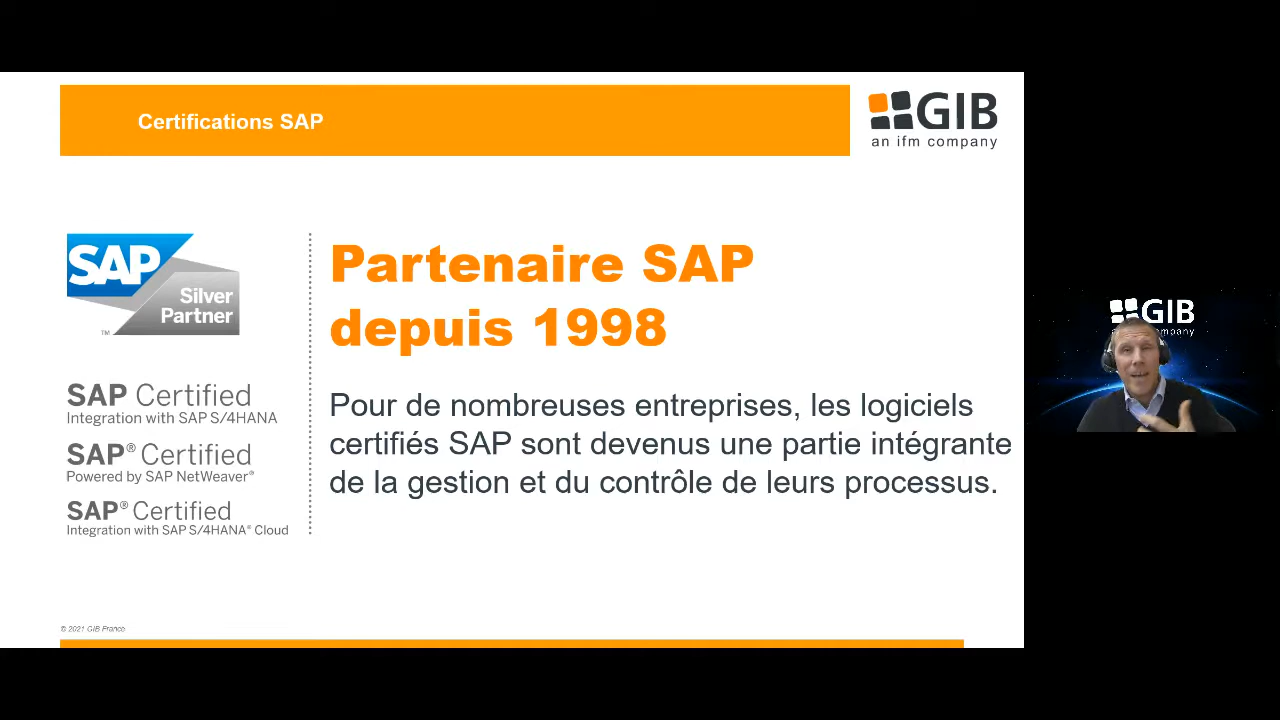 Certifications SAP
GIB
an ifm company
SAP
Silver
Partner
TM
SAP Certified
Integration with SAP S/4HANA
SAP® Certified
Powered by SAP NetWeaver®
SAP® Certified
Integration with SAP S/4HANA® Cloud
Partenaire SAP
depuis 1998
Pour de nombreuses entreprises, les logiciels
certifiés SAP sont devenus une partie intégrante
de la gestion et du contrôle de leurs processus.
© 2021 GIB France
GIB
company